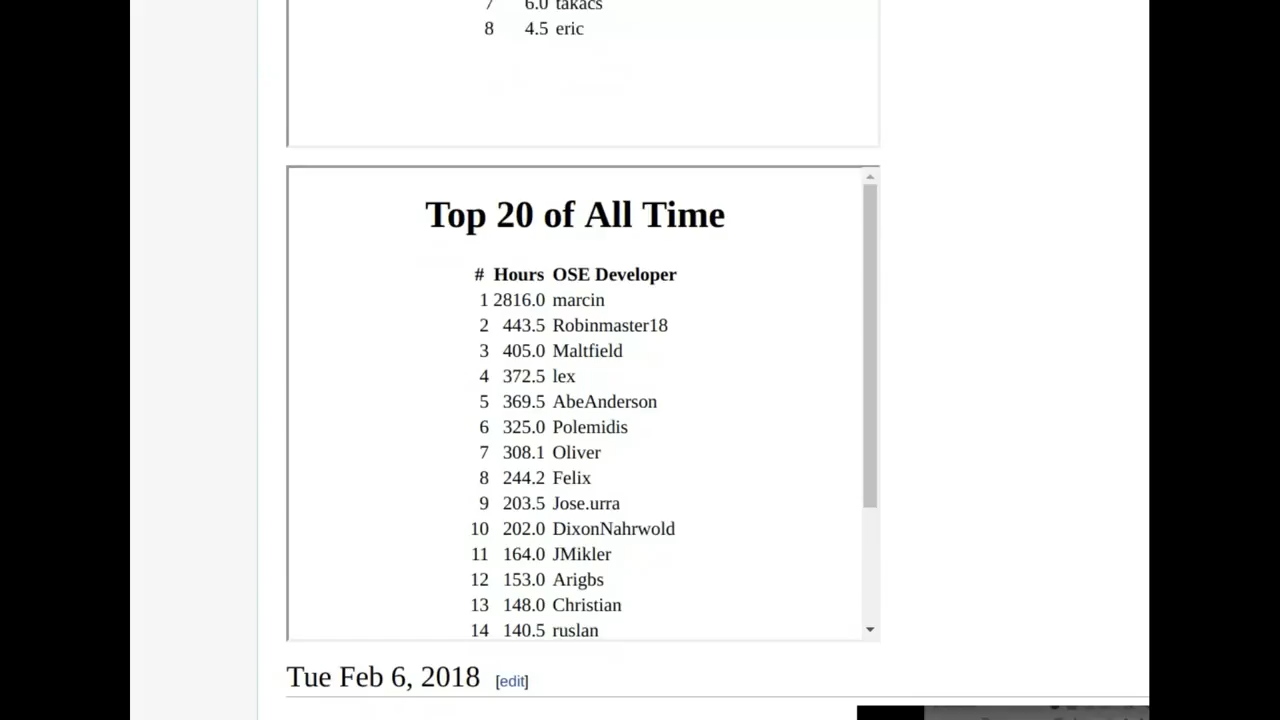 7 6.0 takacs
8 4.5 eric
Top 20 of All Time
# Hours OSE Developer
1 2816.0 marcin
2 443.5 Robinmaster18
3 405.0 Maltfield
4 372.5 lex
5 369.5 AbeAnderson
6 325.0 Polemidis
7 308.1 Oliver
8 244.2 Felix
9 203.5 Jose.urra
10 202.0 DixonNahrwold
11 164.0 JMikler
12 153.0 Arigbs
13 148.0 Christian
14 140.5 ruslan
Tue Feb 6, 2018 [edit]